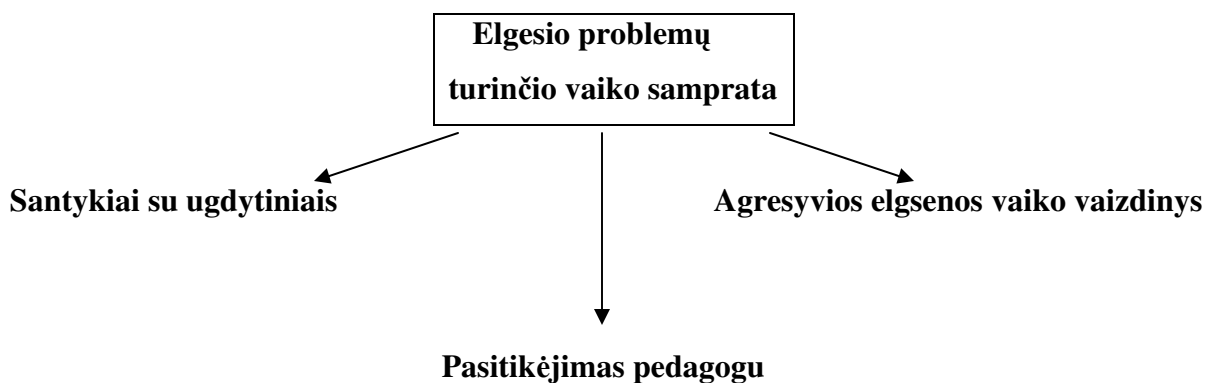 Elgesio problemų
turinčio vaiko samprata
Santykiai su ugdytiniais
Agresyvios elgsenos vaiko vaizdinys
Pasitikėjimas pedagogu